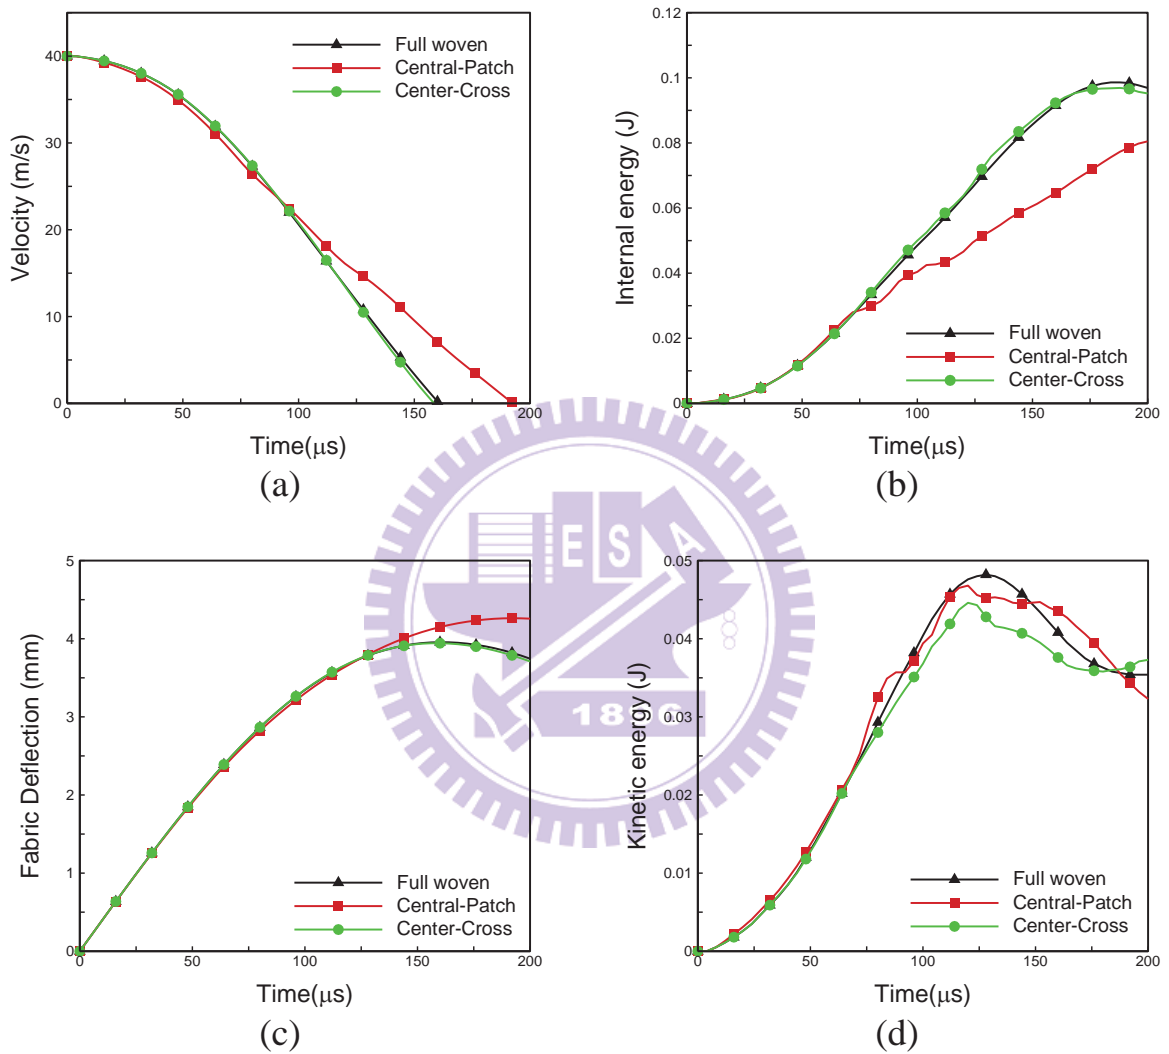 40
30
20
10
0
0
50
100
150
200
Velocity (m/s)
Time(μs)
Full woven
Central-Patch
Center-Cross
(a)
0.12
0.1
0.08
0.06
0.04
0.02
0
0
50
100
150
200
Internal energy (J)
Time(μs)
Full woven
Central-Patch
Center-Cross
(b)
E S A
1896
5
4
3
2
1
0
0
50
100
150
200
Fabric Deflection (mm)
Time(μs)
Full woven
Central-Patch
Center-Cross
(c)
0.05
0.04
0.03
0.02
0.01
0
0
50
100
150
200
Kinetic energy (J)
Time(μs)
Full woven
Central-Patch
Center-Cross
(d)